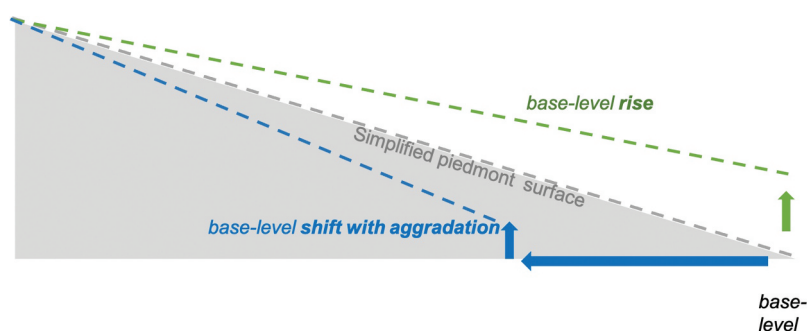 base-level rise
Simplified piedmont surface
base-level shift with aggradation
base-
level